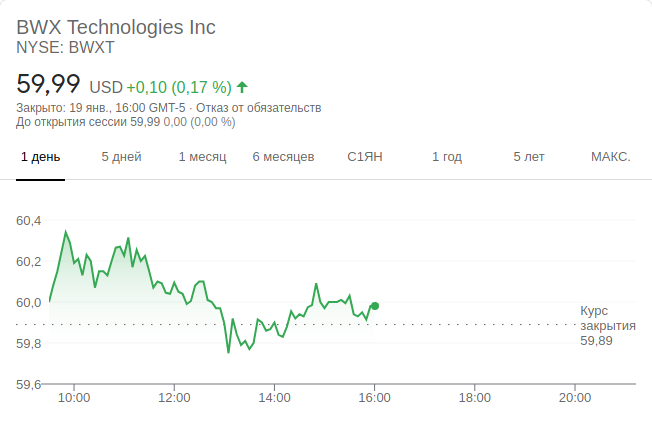 BWX Technologies Inc
NYSE: BWXT
59,99 USD +0,10 (0,17 %)
Закрыто: 19 янв., 16:00 GMT-5 · Отказ от обязательств
До открытия сессии 59,99 0,00 (0,00 %)
1 день 5 дней 1 месяц 6 месяцев С1ЯН 1 год 5 лет МАКС.
60,4
60,2
60,0
59,8
59,6
Курс
закрытия
59,89
10:00 12:00 14:00 16:00 18:00 20:00